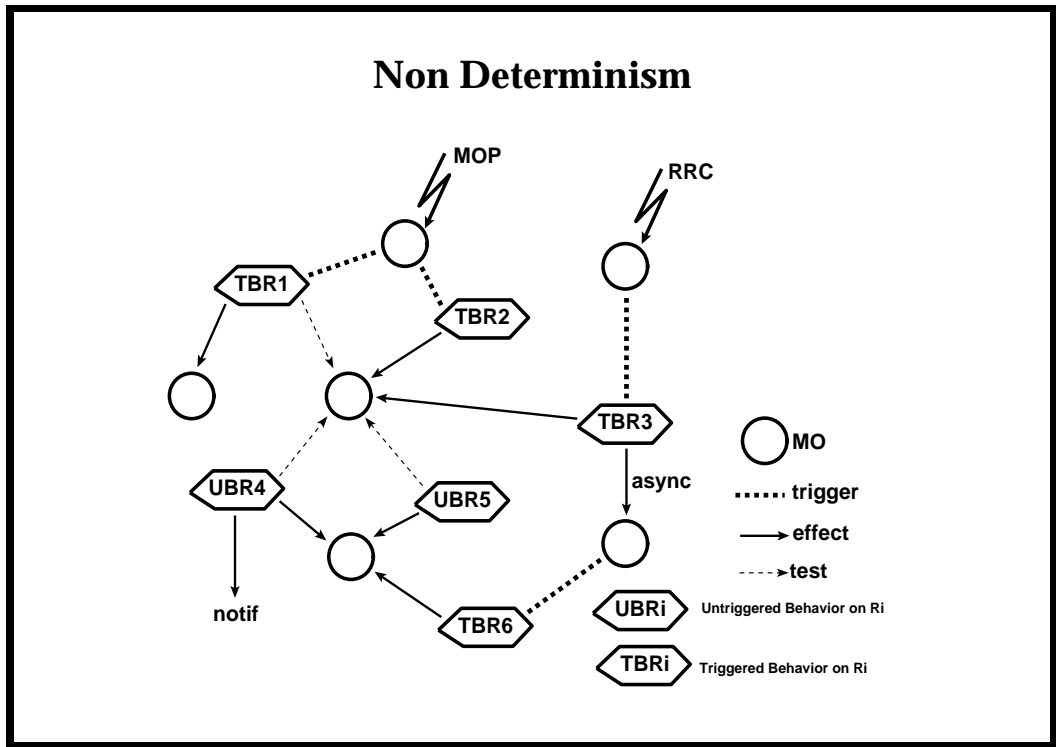 Non Determinism
MOP
RRC
TBR1
TBR2
TBR3
MO
UBR4
UBR5
async
trigger
effect
test
notif
TBR6
UBRi
Untriggered Behavior on Ri
TBRi
Triggered Behavior on Ri